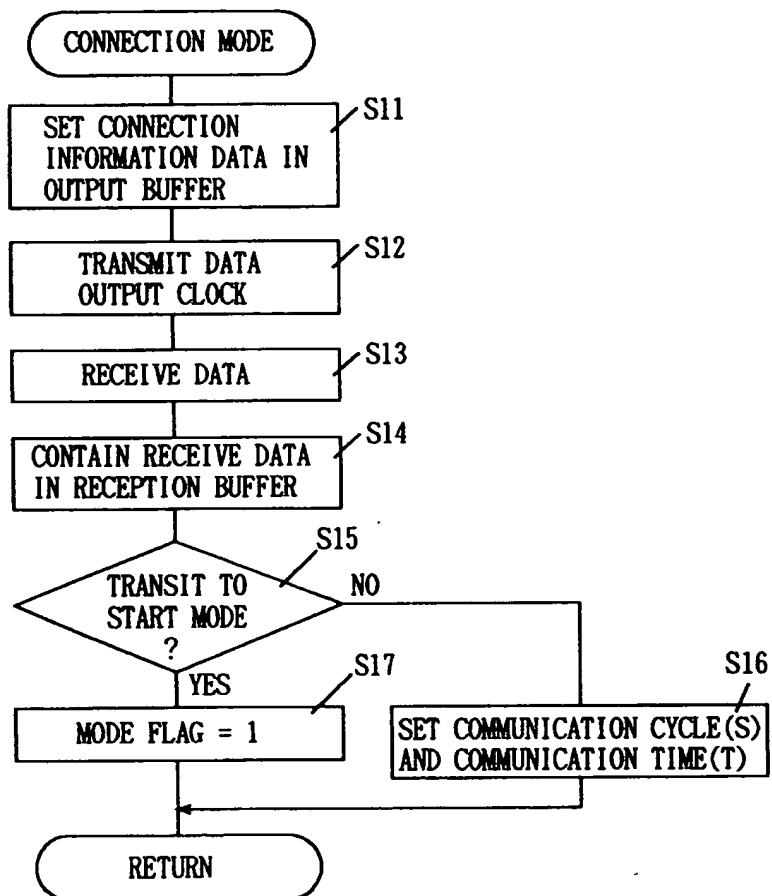 CONNECTION MODE
S11
SET CONNECTION
INFORMATION DATA IN
OUTPUT BUFFER
S12
TRANSMIT DATA
OUTPUT CLOCK
S13
RECEIVE DATA
S14
CONTAIN RECEIVE DATA
IN RECEPTION BUFFER
S15
TRANSIT TO
START MODE
?
NO
YES
S17
MODE FLAG = 1
S16
SET COMMUNICATION CYCLE(S)
AND COMMUNICATION TIME(T)
RETURN